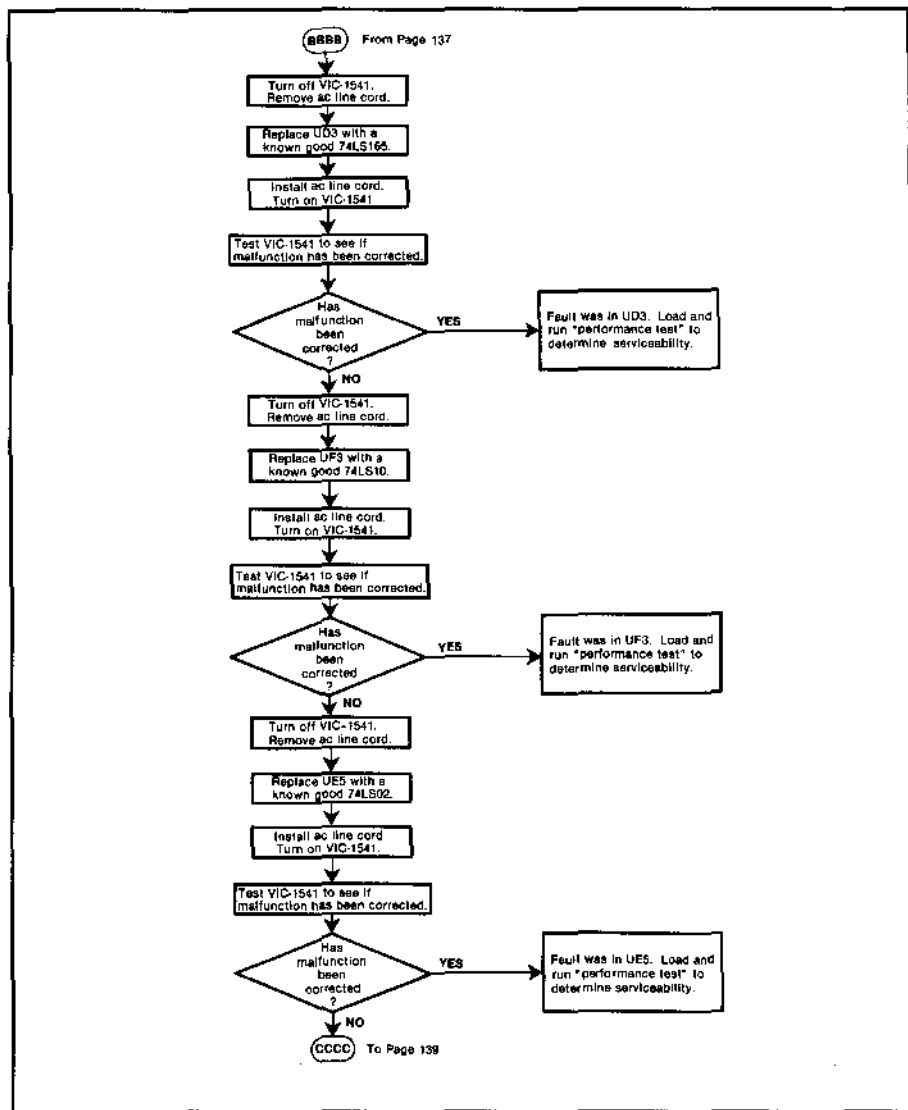 BBBB From Page 137
Turn off VIC-1541.
Remove ac line cord.
Replace UD3 with a
known good 74LS165.
Install ac line cord.
Turn on VIC-1541
Test VIC-1541 to see if
malfunction has been corrected.
Has
malfunction
been
corrected
?
YES
Fault was in UD3. Load and
run "performance test" to
determine serviceability.
NO
Turn off VIC-1541.
Remove ac line cord.
Replace UF3 with a
known good 74LS10.
Install ac line cord.
Turn on VIC-1541.
Test VIC-1541 to see if
malfunction has been corrected.
Has
malfunction
been
corrected
?
YES
Fault was in UF3. Load and
run "performance test" to
determine serviceability.
NO
Turn off VIC-1541.
Remove ac line cord.
Replace UE5 with a
known good 74LS02.
Install ac line cord
Turn on VIC-1541.
Test VIC-1541 to see if
malfunction has been corrected.
Has
malfunction
been
corrected
?
YES
Fault was in UE5. Load and
run "performance test" to
determine serviceability.
NO
CCCC To Page 139